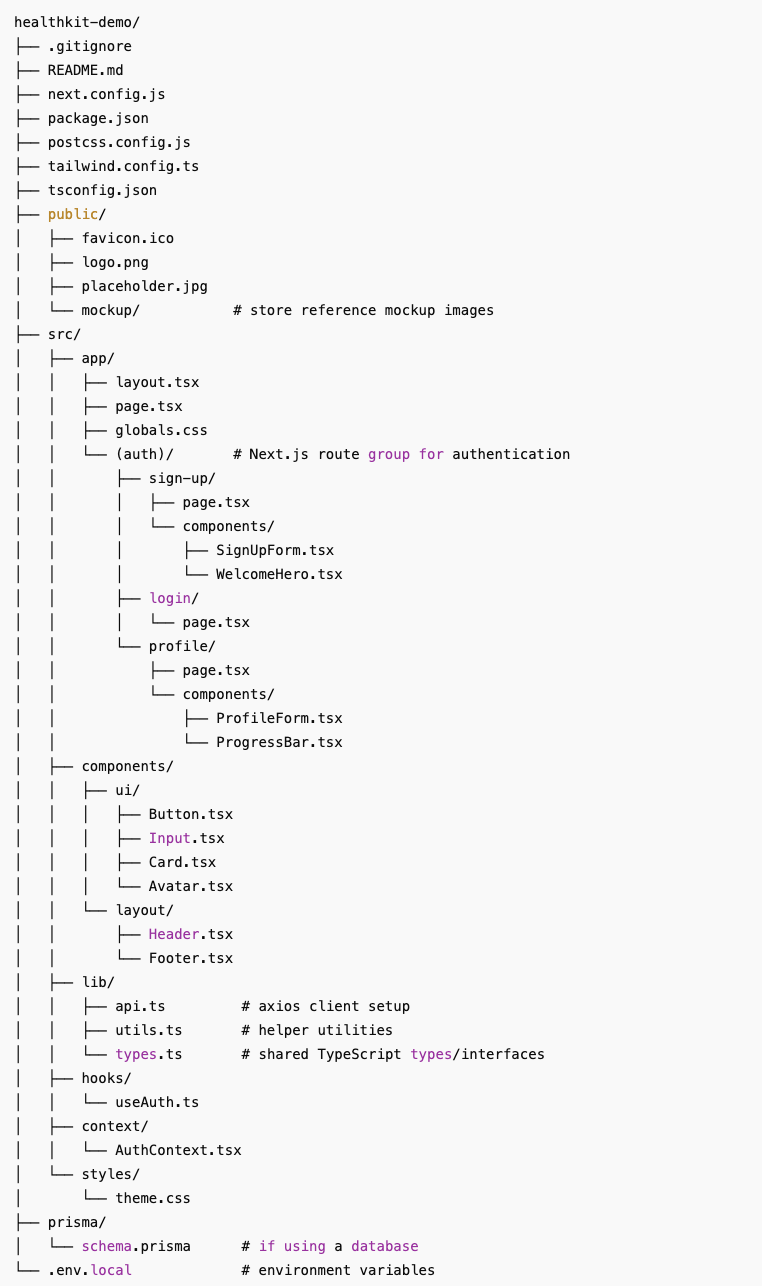 healthkit-demo/
├── .gitignore
├── README.md
├── next.config.js
├── package.json
├── postcss.config.js
├── tailwind.config.ts
├── tsconfig.json
├── public/
│   ├── favicon.ico
│   ├── logo.png
│   ├── placeholder.jpg
│   └── mockup/           # store reference mockup images
├── src/
│   ├── app/
│   │   ├── layout.tsx
│   │   ├── page.tsx
│   │   ├── globals.css
│   │   └── (auth)/       # Next.js route group for authentication
│   │       ├── sign-up/
│   │       │   ├── page.tsx
│   │       │   └── components/
│   │       │       ├── SignUpForm.tsx
│   │       │       └── WelcomeHero.tsx
│   │       ├── login/
│   │       │   └── page.tsx
│   │       └── profile/
│   │           ├── page.tsx
│   │           └── components/
│   │               ├── ProfileForm.tsx
│   │               └── ProgressBar.tsx
│   ├── components/
│   │   ├── ui/
│   │   │   ├── Button.tsx
│   │   │   ├── Input.tsx
│   │   │   ├── Card.tsx
│   │   │   └── Avatar.tsx
│   │   └── layout/
│   │       ├── Header.tsx
│   │       └── Footer.tsx
│   ├── lib/
│   │   ├── api.ts         # axios client setup
│   │   ├── utils.ts       # helper utilities
│   │   └── types.ts       # shared TypeScript types/interfaces
│   ├── hooks/
│   │   └── useAuth.ts
│   ├── context/
│   │   └── AuthContext.tsx
│   └── styles/
│       └── theme.css
├── prisma/
│   └── schema.prisma      # if using a database
└── .env.local             # environment variables